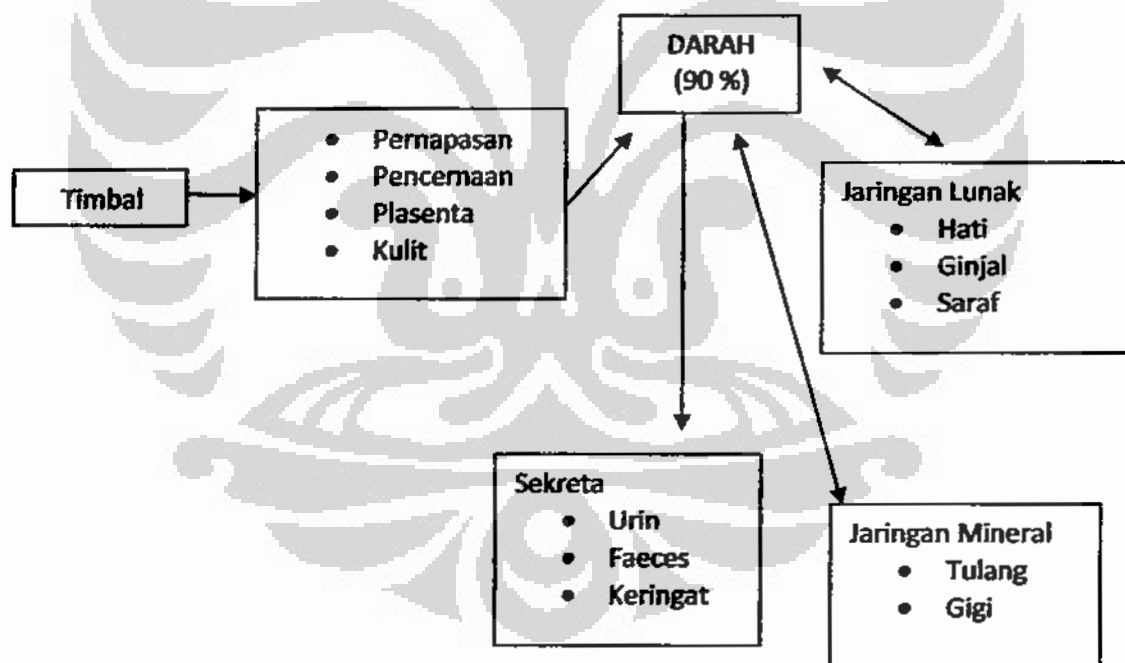 DARAH
(90 %)
• Pernapasan
• Pencernaan
• Plasenta
• Kulit
Timbal
Jaringan Lunak
• Hati
• Ginjal
• Saraf
Sekreta
• Urin
• Faeces
• Keringat
Jaringan Mineral
• Tulang
• Gigi